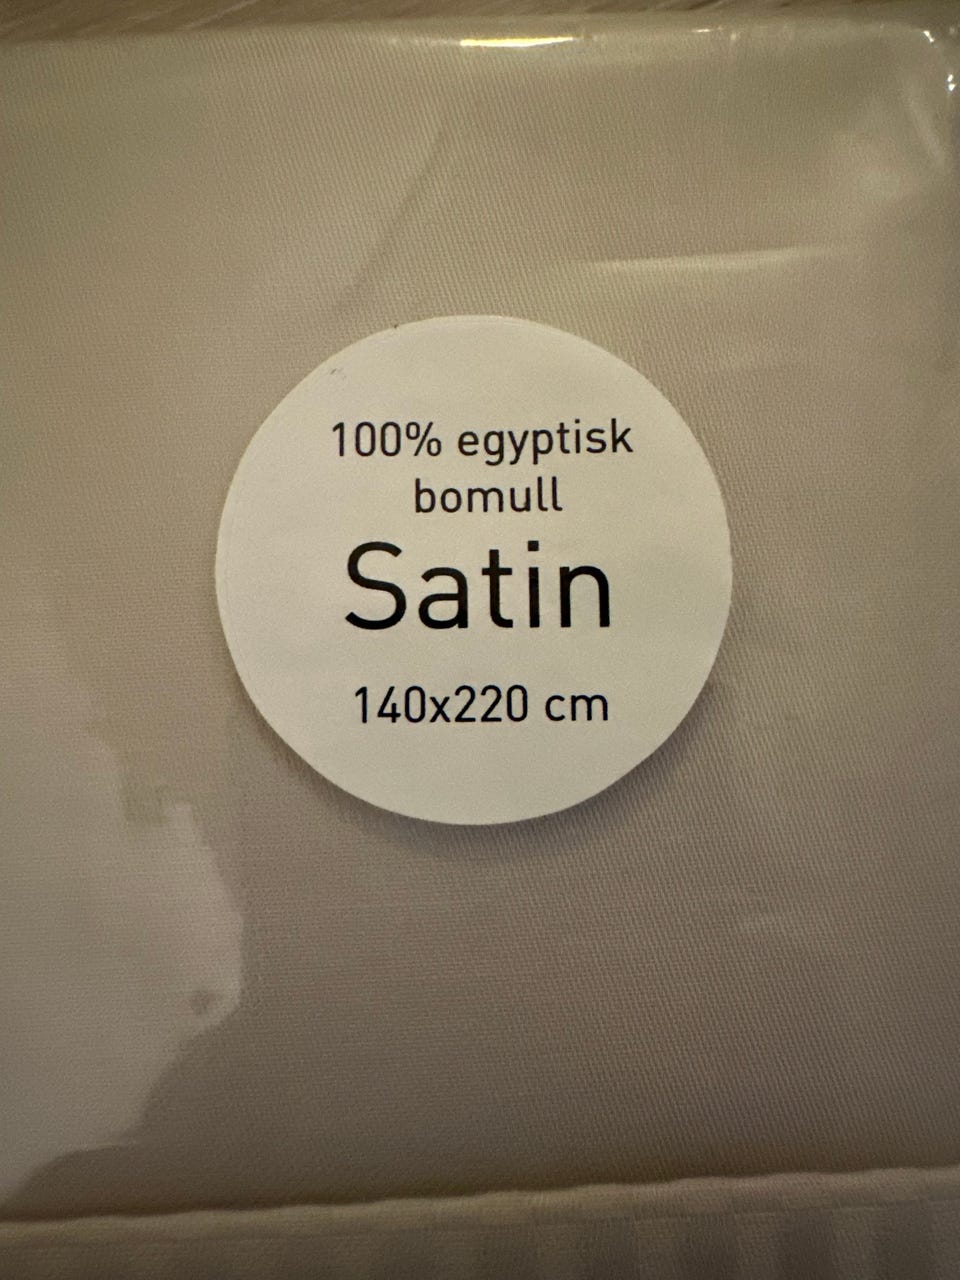 100% egyptisk
bomull
Satin
140x220 cm